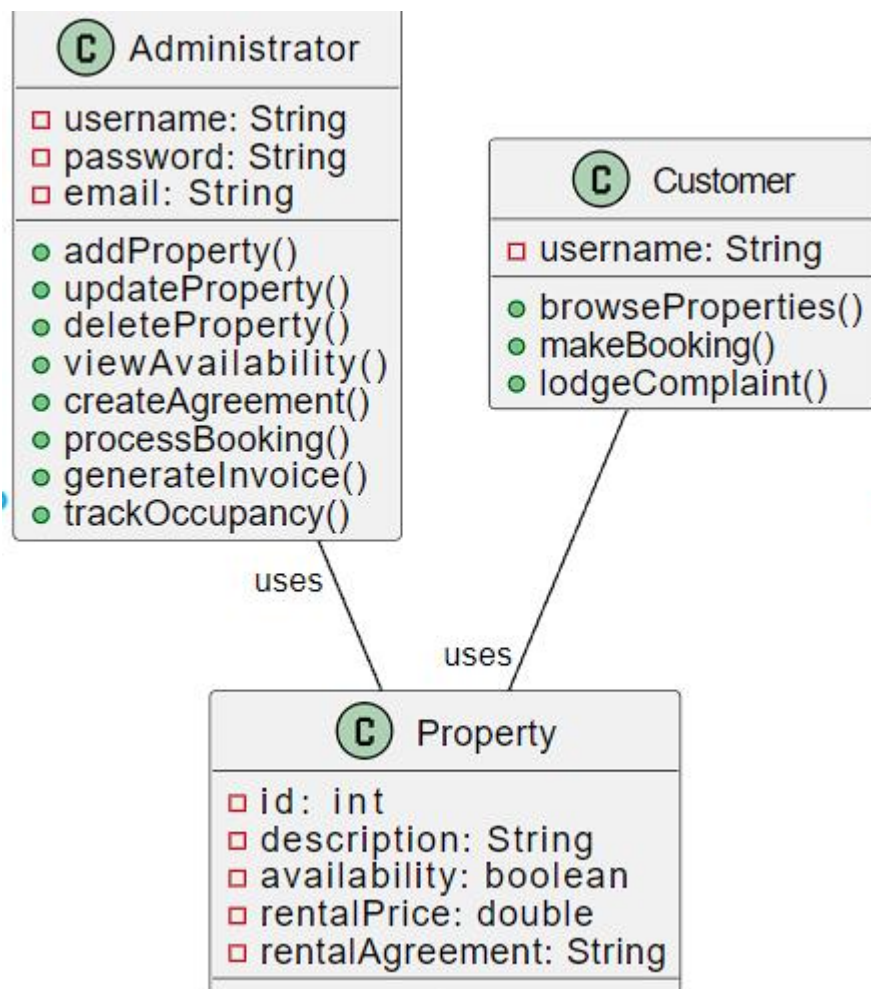 C Administrator
username: String
password: String
email: String
addProperty()
updateProperty()
deleteProperty()
viewAvailability()
createAgreement()
processBooking()
generateInvoice()
trackOccupancy()
C Customer
username: String
browseProperties()
makeBooking()
lodgeComplaint()
uses
uses
C Property
id: int
description: String
availability: boolean
rentalPrice: double
rentalAgreement: String